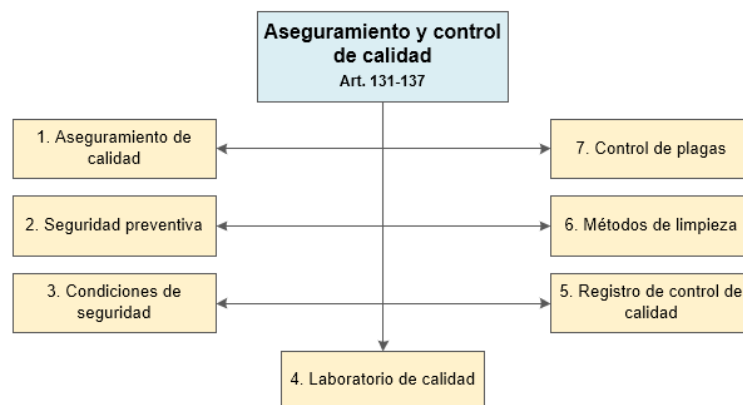 Aseguramiento y control
de calidad
Art. 131-137
1. Aseguramiento de
calidad
7. Control de plagas
2. Seguridad preventiva
6. Métodos de limpieza
3. Condiciones de
seguridad
5. Registro de control de
calidad
4. Laboratorio de calidad